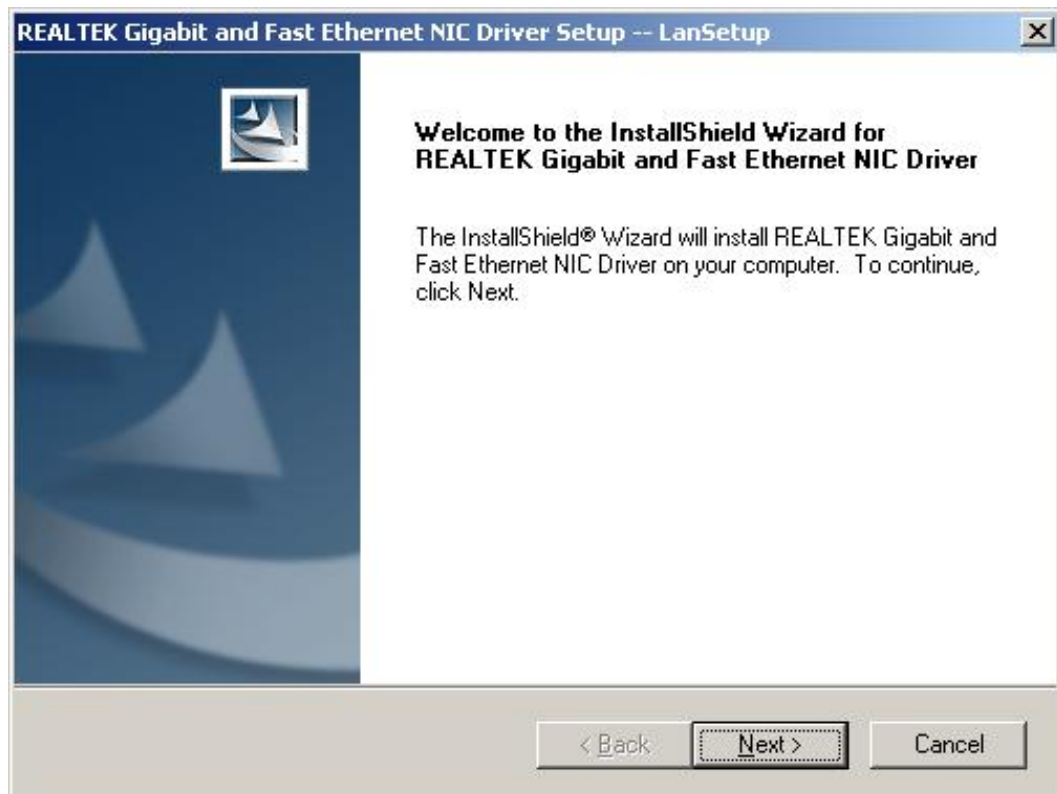 REALTEK Gigabit and Fast Ethernet NIC Driver Setup -- LanSetup
Welcome to the InstallShield Wizard for
REALTEK Gigabit and Fast Ethernet NIC Driver
The InstallShield® Wizard will install REALTEK Gigabit and
Fast Ethernet NIC Driver on your computer. To continue,
click Next.
< Back
Next >
Cancel